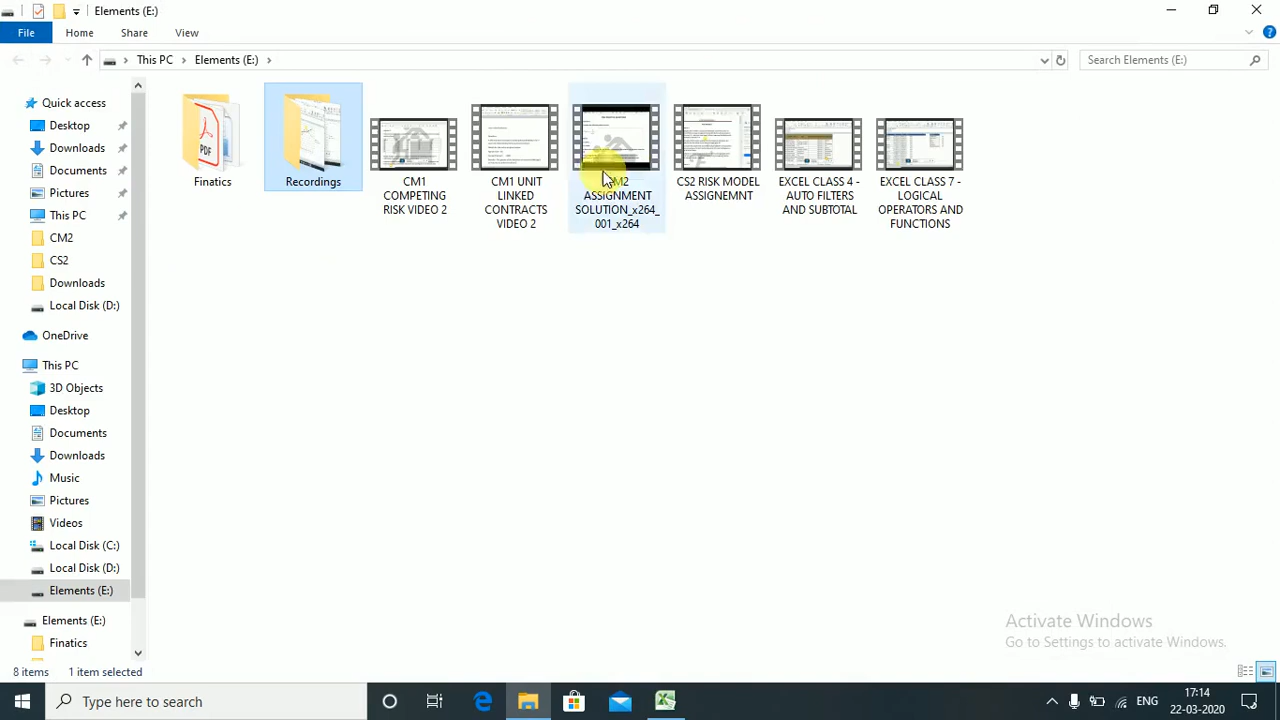 Elements (E:)
File Home Share View
This PC Elements (E:)
Search Elements (E:)
Quick access
Desktop
Downloads
Documents
Pictures
This PC
CM2
CS2
Downloads
Local Disk (D:)
OneDrive
This PC
3D Objects
Desktop
Documents
Downloads
Music
Pictures
Videos
Local Disk (C:)
Local Disk (D:)
Elements (E:)
Elements (E:)
Finatics
PDF
Finatics
Recordings
CM1
COMPETING
RISK VIDEO 2
CM1 UNIT
LINKED
CONTRACTS
VIDEO 2
CM2
ASSIGNMENT
SOLUTION_x264_
001_x264
CS2 RISK MODEL
ASSIGNEMNT
EXCEL CLASS 4 -
AUTO FILTERS
AND SUBTOTAL
EXCEL CLASS 7 -
LOGICAL
OPERATORS AND
FUNCTIONS
Activate Windows
Go to Settings to activate Windows.
8 items 1 item selected
Type here to search
ENG
17:14
22-03-2020